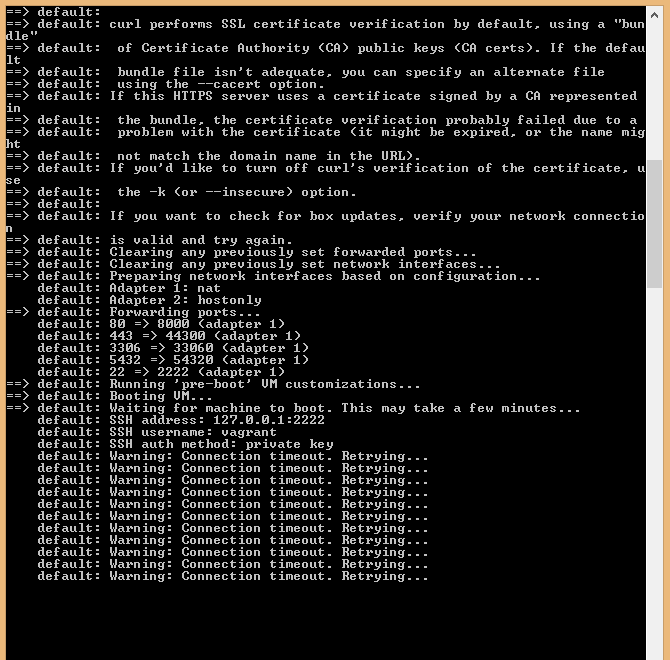 ==> default:
==> default: curl performs SSL certificate verification by default, using a "bun
dle"
==> default:  of Certificate Authority (CA) public keys (CA certs). If the defau
lt
==> default:  bundle file isn't adequate, you can specify an alternate file
==> default:  using the --cacert option.
==> default: If this HTTPS server uses a certificate signed by a CA represented
in
==> default:  the bundle, the certificate verification probably failed due to a
==> default:  problem with the certificate (it might be expired, or the name mig
ht
==> default:  not match the domain name in the URL).
==> default: If you'd like to turn off curl's verification of the certificate, u
se
==> default:  the -k (or --insecure) option.
==> default:
==> default: If you want to check for box updates, verify your network connectio
n
==> default: is valid and try again.
==> default: Clearing any previously set forwarded ports...
==> default: Clearing any previously set network interfaces...
==> default: Preparing network interfaces based on configuration...
    default: Adapter 1: nat
    default: Adapter 2: hostonly
==> default: Forwarding ports...
    default: 80 => 8000 (adapter 1)
    default: 443 => 44300 (adapter 1)
    default: 3306 => 33060 (adapter 1)
    default: 5432 => 54320 (adapter 1)
    default: 22 => 2222 (adapter 1)
==> default: Running 'pre-boot' VM customizations...
==> default: Booting VM...
==> default: Waiting for machine to boot. This may take a few minutes...
    default: SSH address: 127.0.0.1:2222
    default: SSH username: vagrant
    default: SSH auth method: private key
    default: Warning: Connection timeout. Retrying...
    default: Warning: Connection timeout. Retrying...
    default: Warning: Connection timeout. Retrying...
    default: Warning: Connection timeout. Retrying...
    default: Warning: Connection timeout. Retrying...
    default: Warning: Connection timeout. Retrying...
    default: Warning: Connection timeout. Retrying...
    default: Warning: Connection timeout. Retrying...
    default: Warning: Connection timeout. Retrying...
    default: Warning: Connection timeout. Retrying...
    default: Warning: Connection timeout. Retrying...